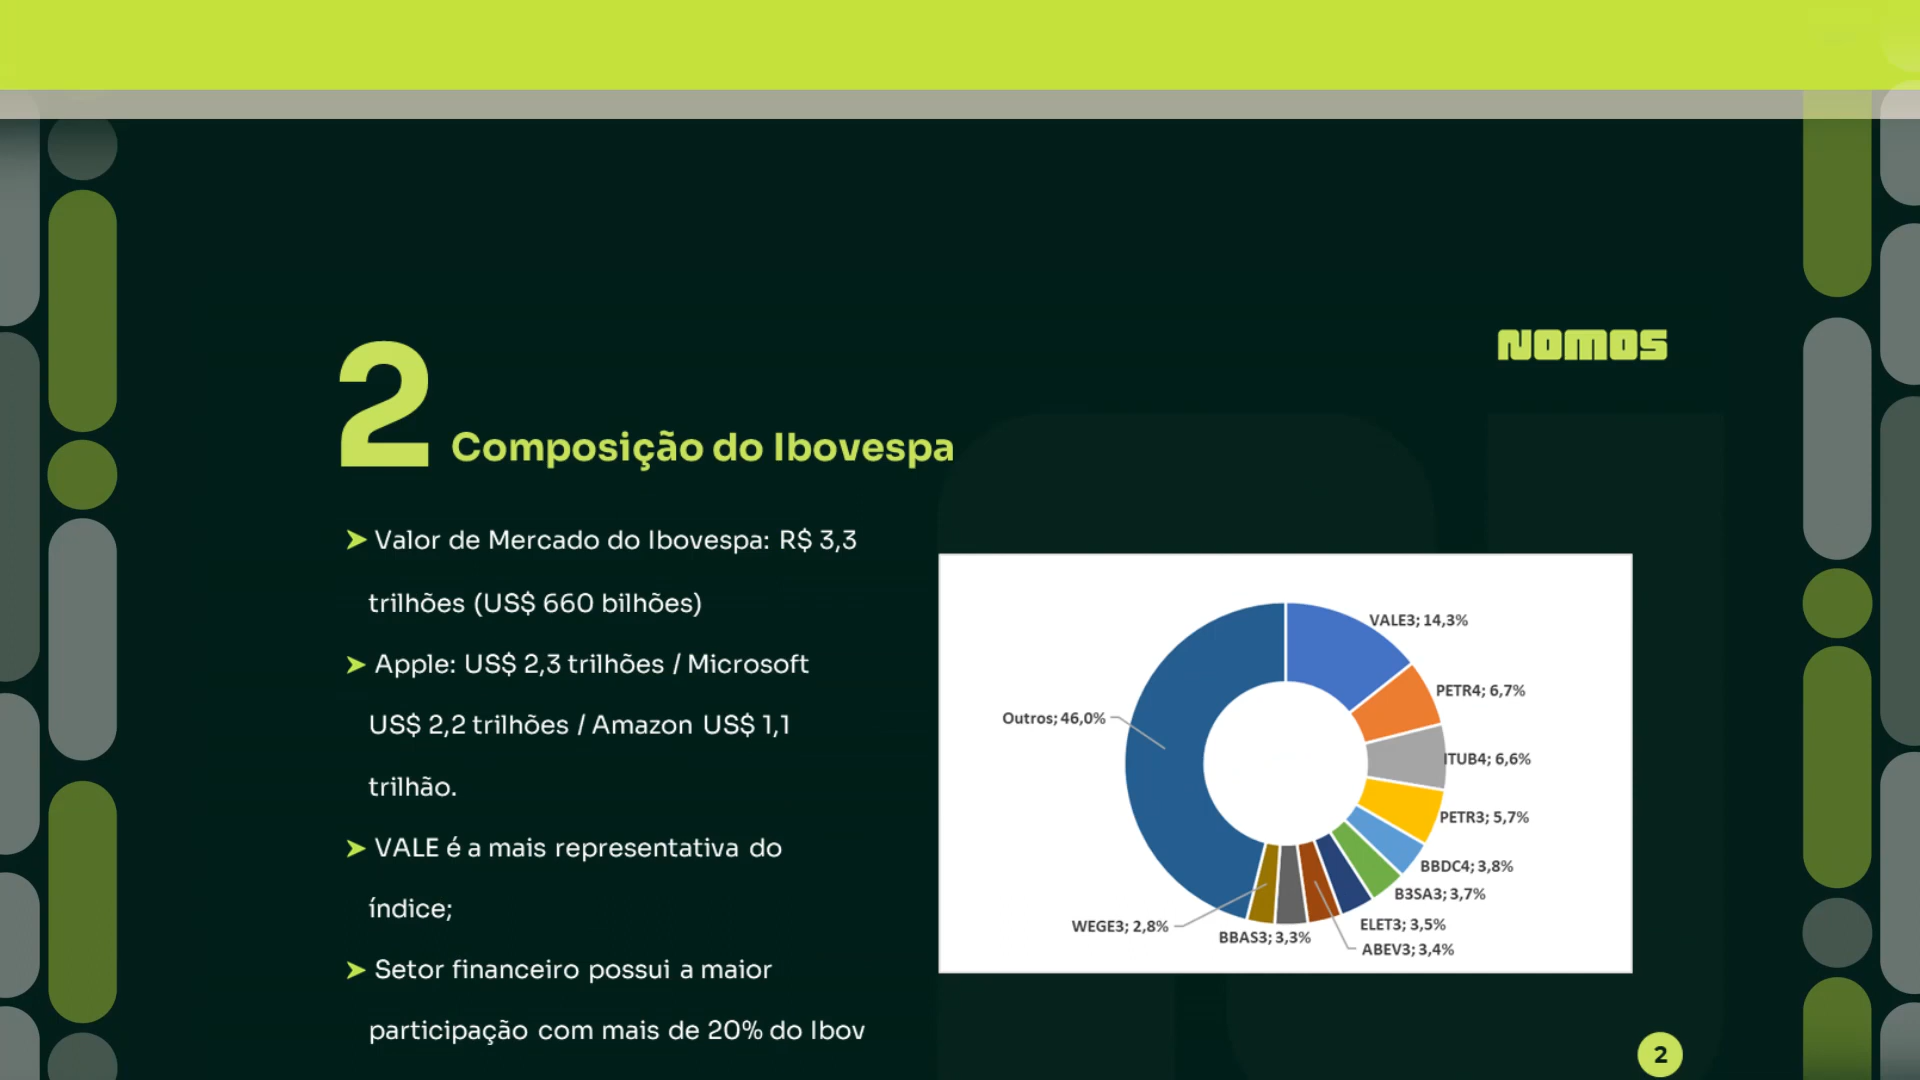 NOMOS
2 Composição do Ibovespa
➤ Valor de Mercado do Ibovespa: R$ 3,3
trilhões (US$ 660 bilhões)
➤ Apple: US$ 2,3 trilhões / Microsoft
US$ 2,2 trilhões / Amazon US$ 1,1
trilhão.
➤ VALE é a mais representativa do
índice;
➤ Setor financeiro possui a maior
participação com mais de 20% do Ibov
VALE3; 14,3%
PETR4; 6,7%
Outros; 46,0%
ITUB4; 6,6%
PETR3; 5,7%
BBDC4; 3,8%
B3SA3; 3,7%
ELET3; 3,5%
WEGE3; 2,8%
BBAS3; 3,3%
ABEV3; 3,4%
2